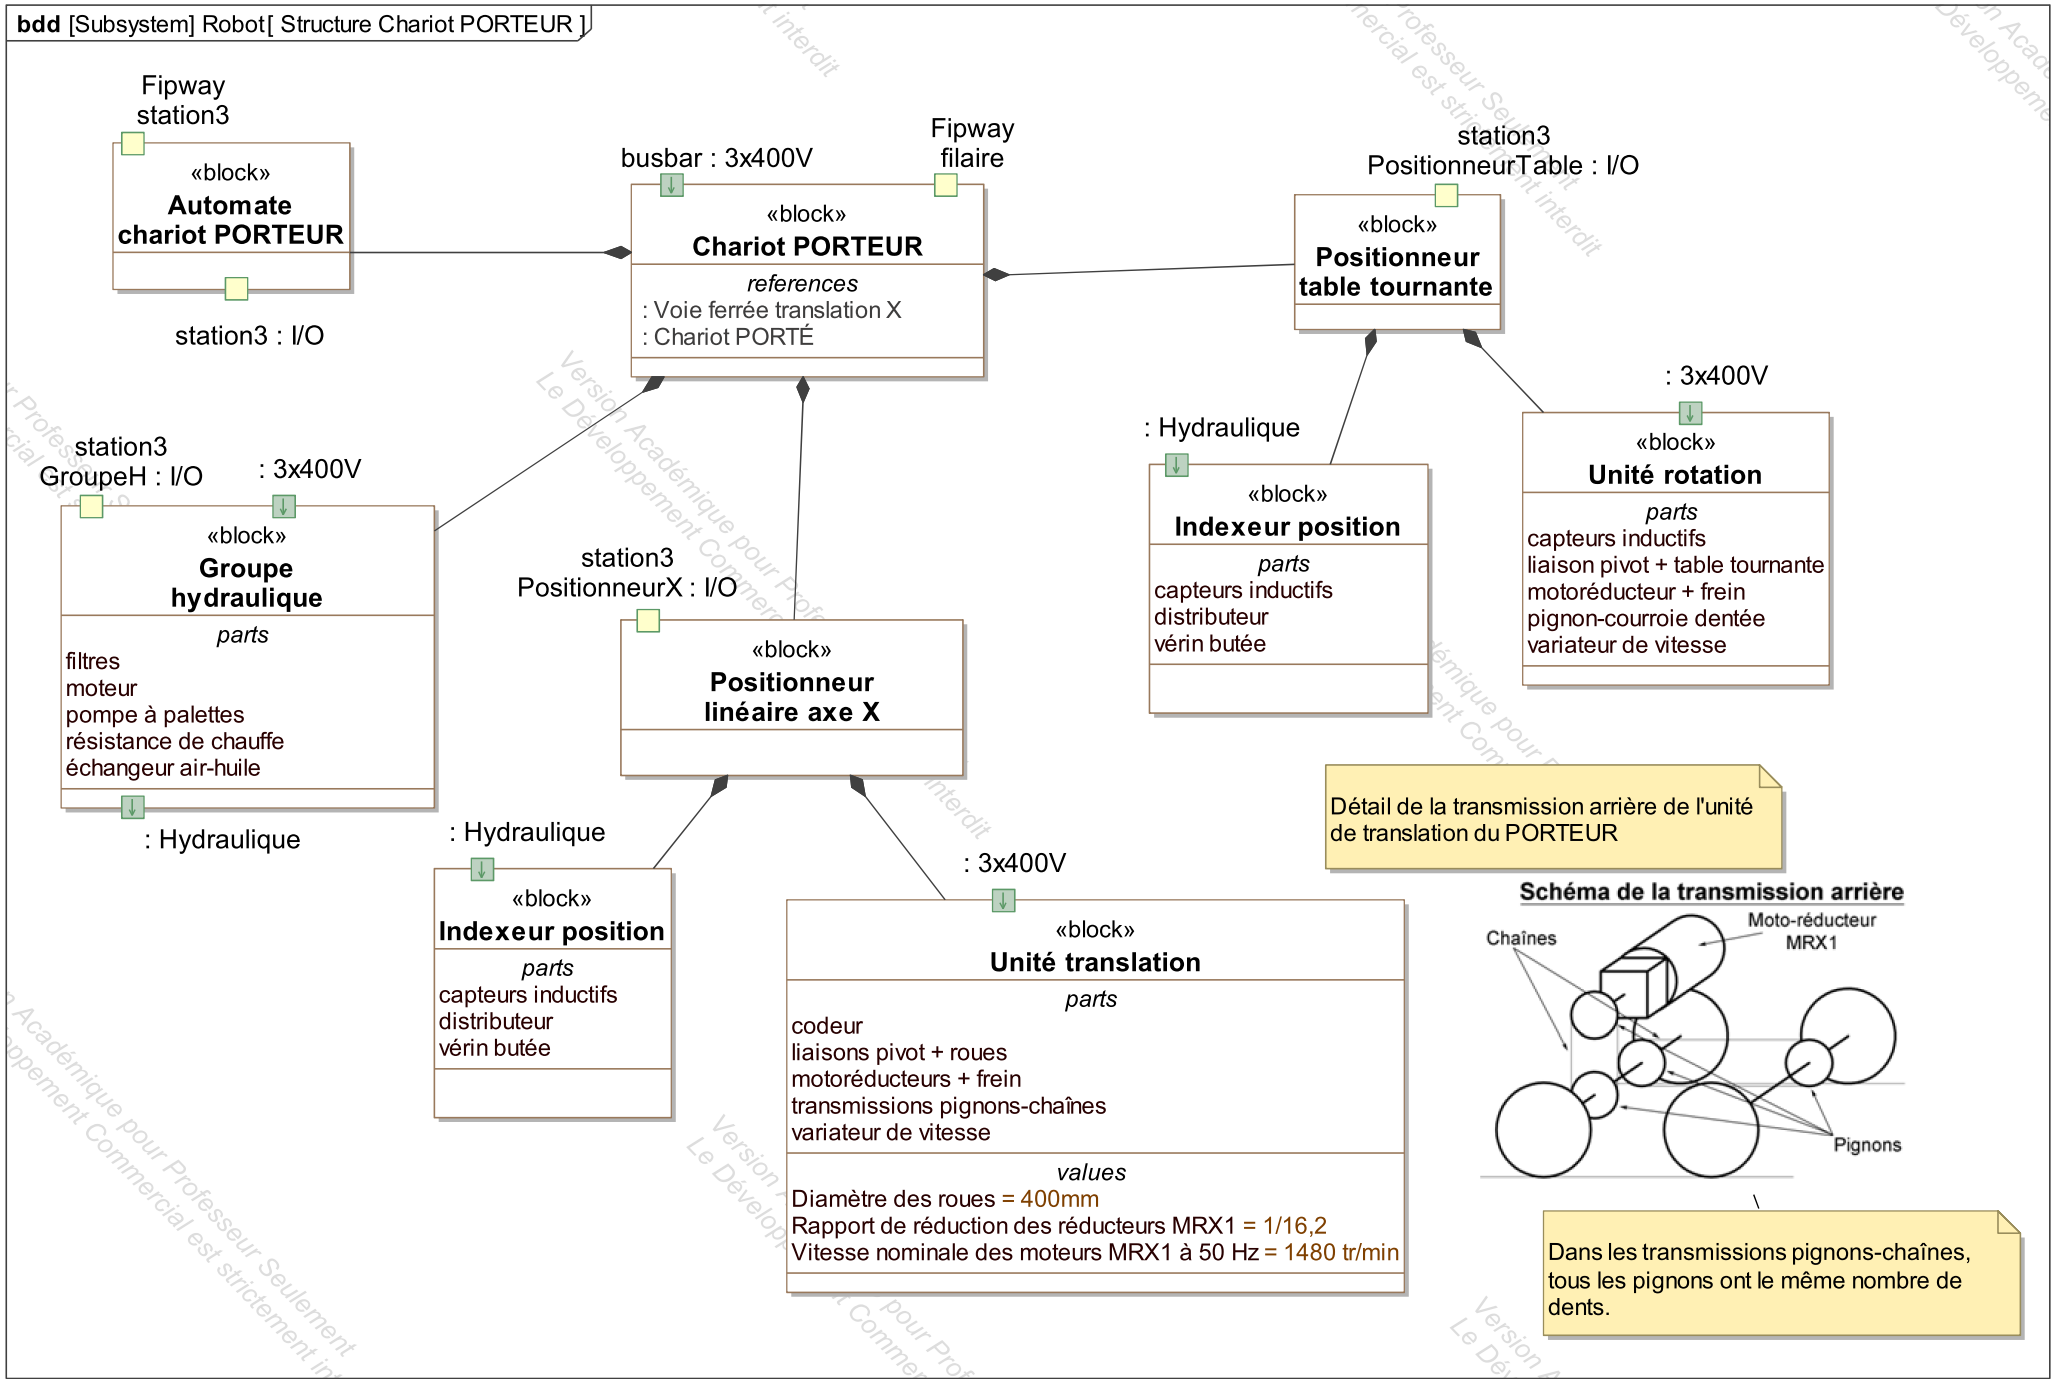 bdd [Subsystem] Robot[ Structure Chariot PORTEUR ]
Fipway
station3
«block»
Automate
chariot PORTEUR
station3 : I/O
busbar : 3x400V
Fipway
filaire
«block»
Chariot PORTEUR
references
: Voie ferrée translation X
: Chariot PORTÉ
station3
PositionneurTable : I/O
«block»
Positionneur
table tournante
station3
GroupeH : I/O
: 3x400V
«block»
Groupe
hydraulique
parts
filtres
moteur
pompe à palettes
résistance de chauffe
échangeur air-huile
: Hydraulique
station3
PositionneurX : I/O
«block»
Positionneur
linéaire axe X
: Hydraulique
«block»
Indexeur position
parts
capteurs inductifs
distributeur
vérin butée
: 3x400V
«block»
Unité rotation
parts
capteurs inductifs
liaison pivot + table tournante
motoréducteur + frein
pignon-courroie dentée
variateur de vitesse
: Hydraulique
«block»
Indexeur position
parts
capteurs inductifs
distributeur
vérin butée
: 3x400V
«block»
Unité translation
parts
codeur
liaisons pivot + roues
motoréducteurs + frein
transmissions pignons-chaînes
variateur de vitesse
values
Diamètre des roues = 400mm
Rapport de réduction des réducteurs MRX1 = 1/16,2
Vitesse nominale des moteurs MRX1 à 50 Hz = 1480 tr/min
Détail de la transmission arrière de l'unité
de translation du PORTEUR
Schéma de la transmission arrière
Moto-réducteur
MRX1
Chaînes
Pignons
Dans les transmissions pignons-chaînes,
tous les pignons ont le même nombre de
dents.